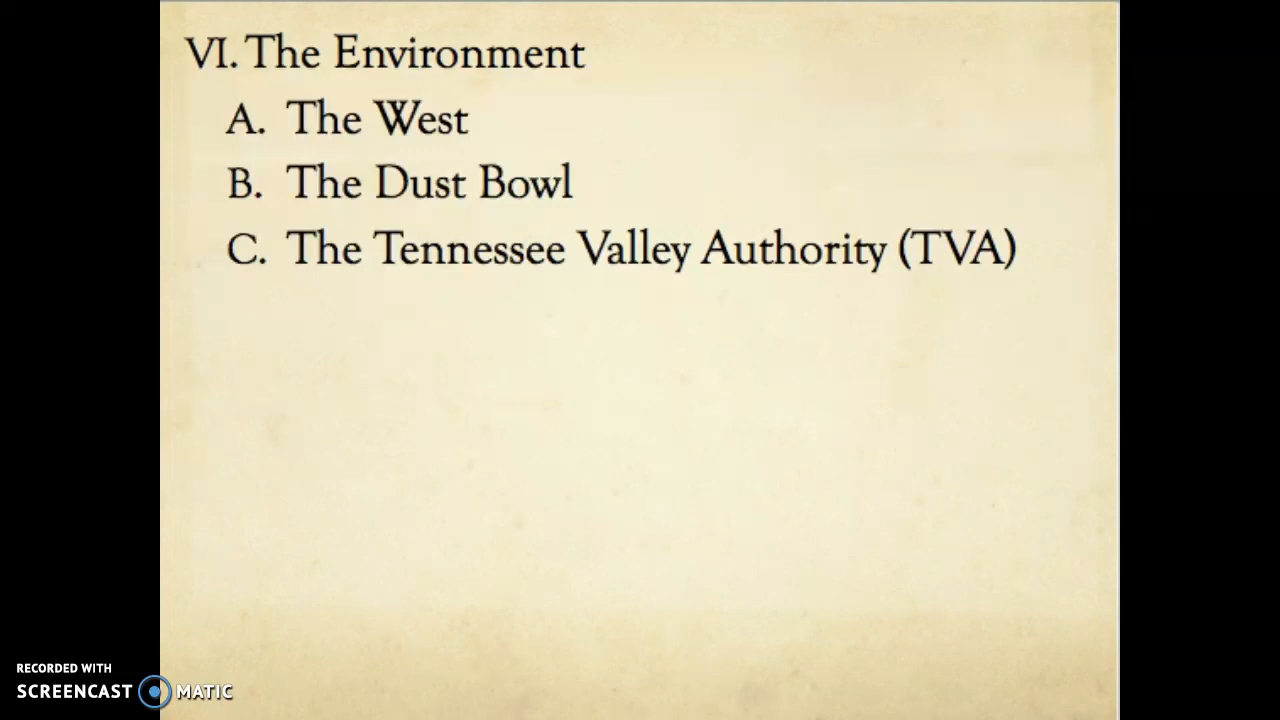 VI. The Environment
A. The West
B. The Dust Bowl
C. The Tennessee Valley Authority (TVA)
RECORDED WITH
SCREENCAST MATIC